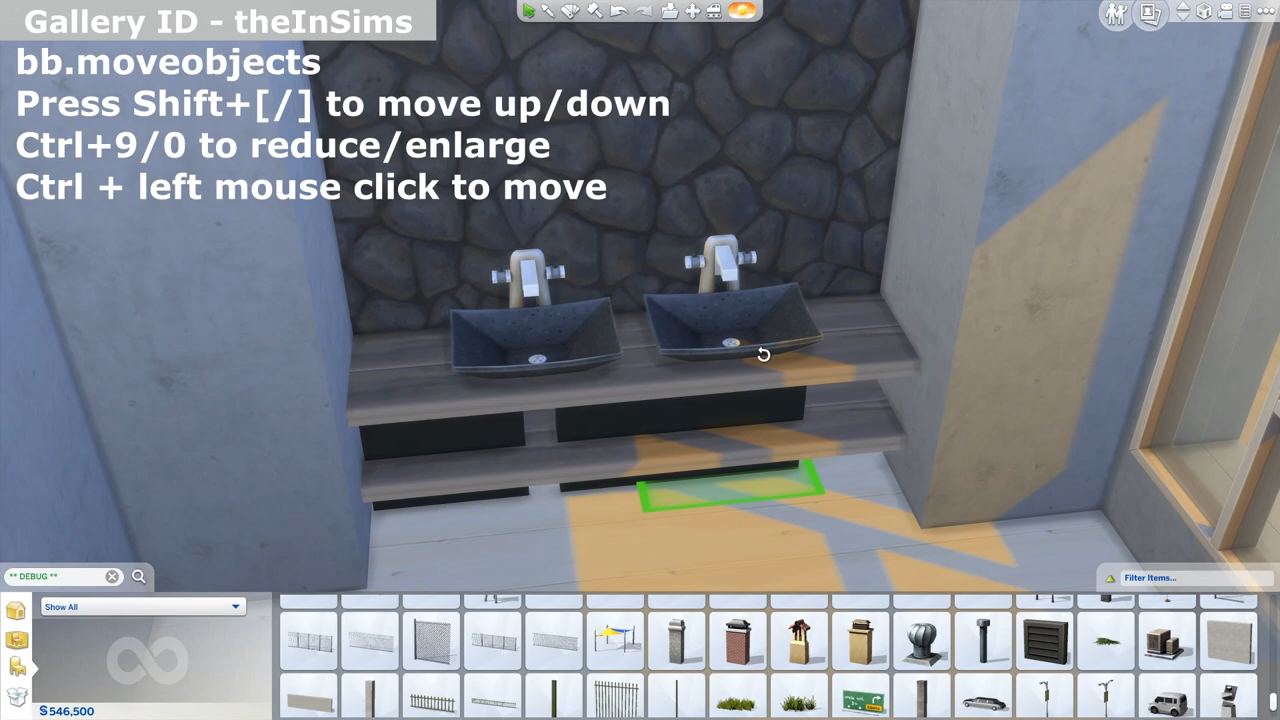 Gallery ID - theInSims
bb.moveobjects
Press Shift+[/] to move up/down
Ctrl+9/0 to reduce/enlarge
Ctrl + left mouse click to move
** DEBUG **
Filter Items...
Show All
§546,500